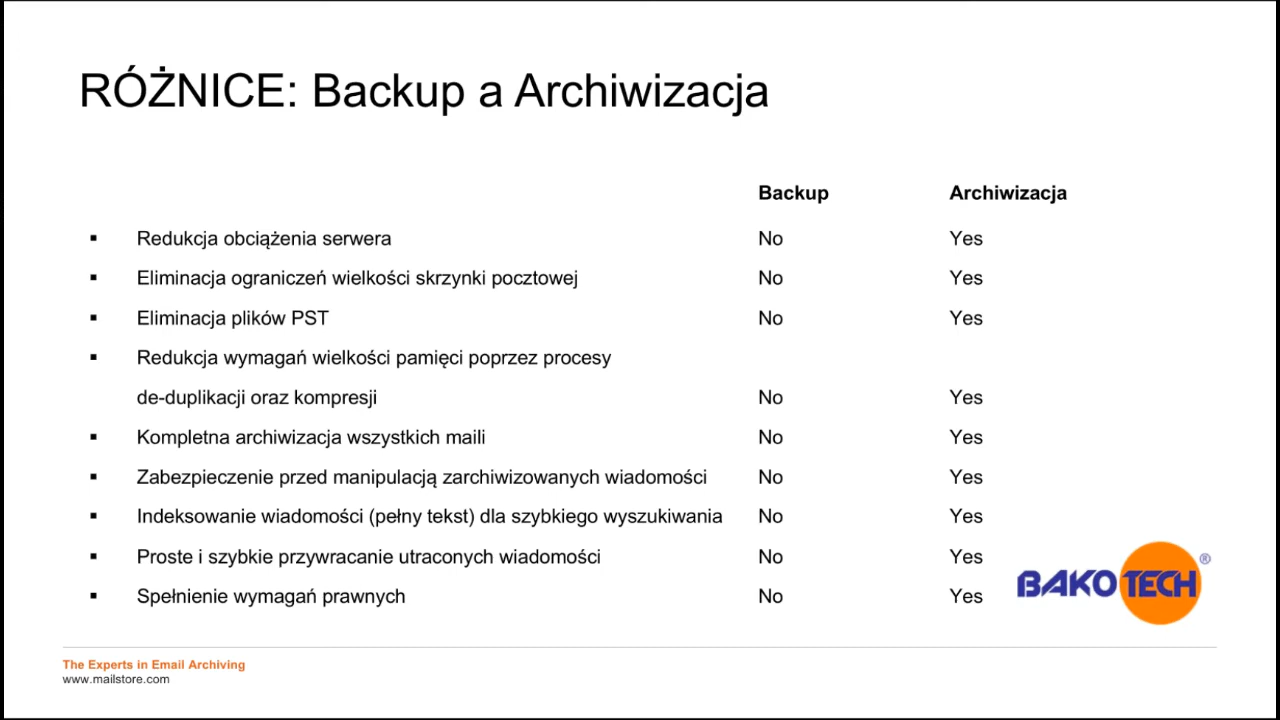 RÓŻNICE: Backup a Archiwizacja
Backup Archiwizacja
▪ Redukcja obciążenia serwera No Yes
▪ Eliminacja ograniczeń wielkości skrzynki pocztowej No Yes
▪ Eliminacja plików PST No Yes
▪ Redukcja wymagań wielkości pamięci poprzez procesy
de-duplikacji oraz kompresji No Yes
▪ Kompletna archiwizacja wszystkich maili No Yes
▪ Zabezpieczenie przed manipulacją zarchiwizowanych wiadomości No Yes
▪ Indeksowanie wiadomości (pełny tekst) dla szybkiego wyszukiwania No Yes
▪ Proste i szybkie przywracanie utraconych wiadomości No Yes
▪ Spełnienie wymagań prawnych No Yes
BAKOTECH®
The Experts in Email Archiving
www.mailstore.com